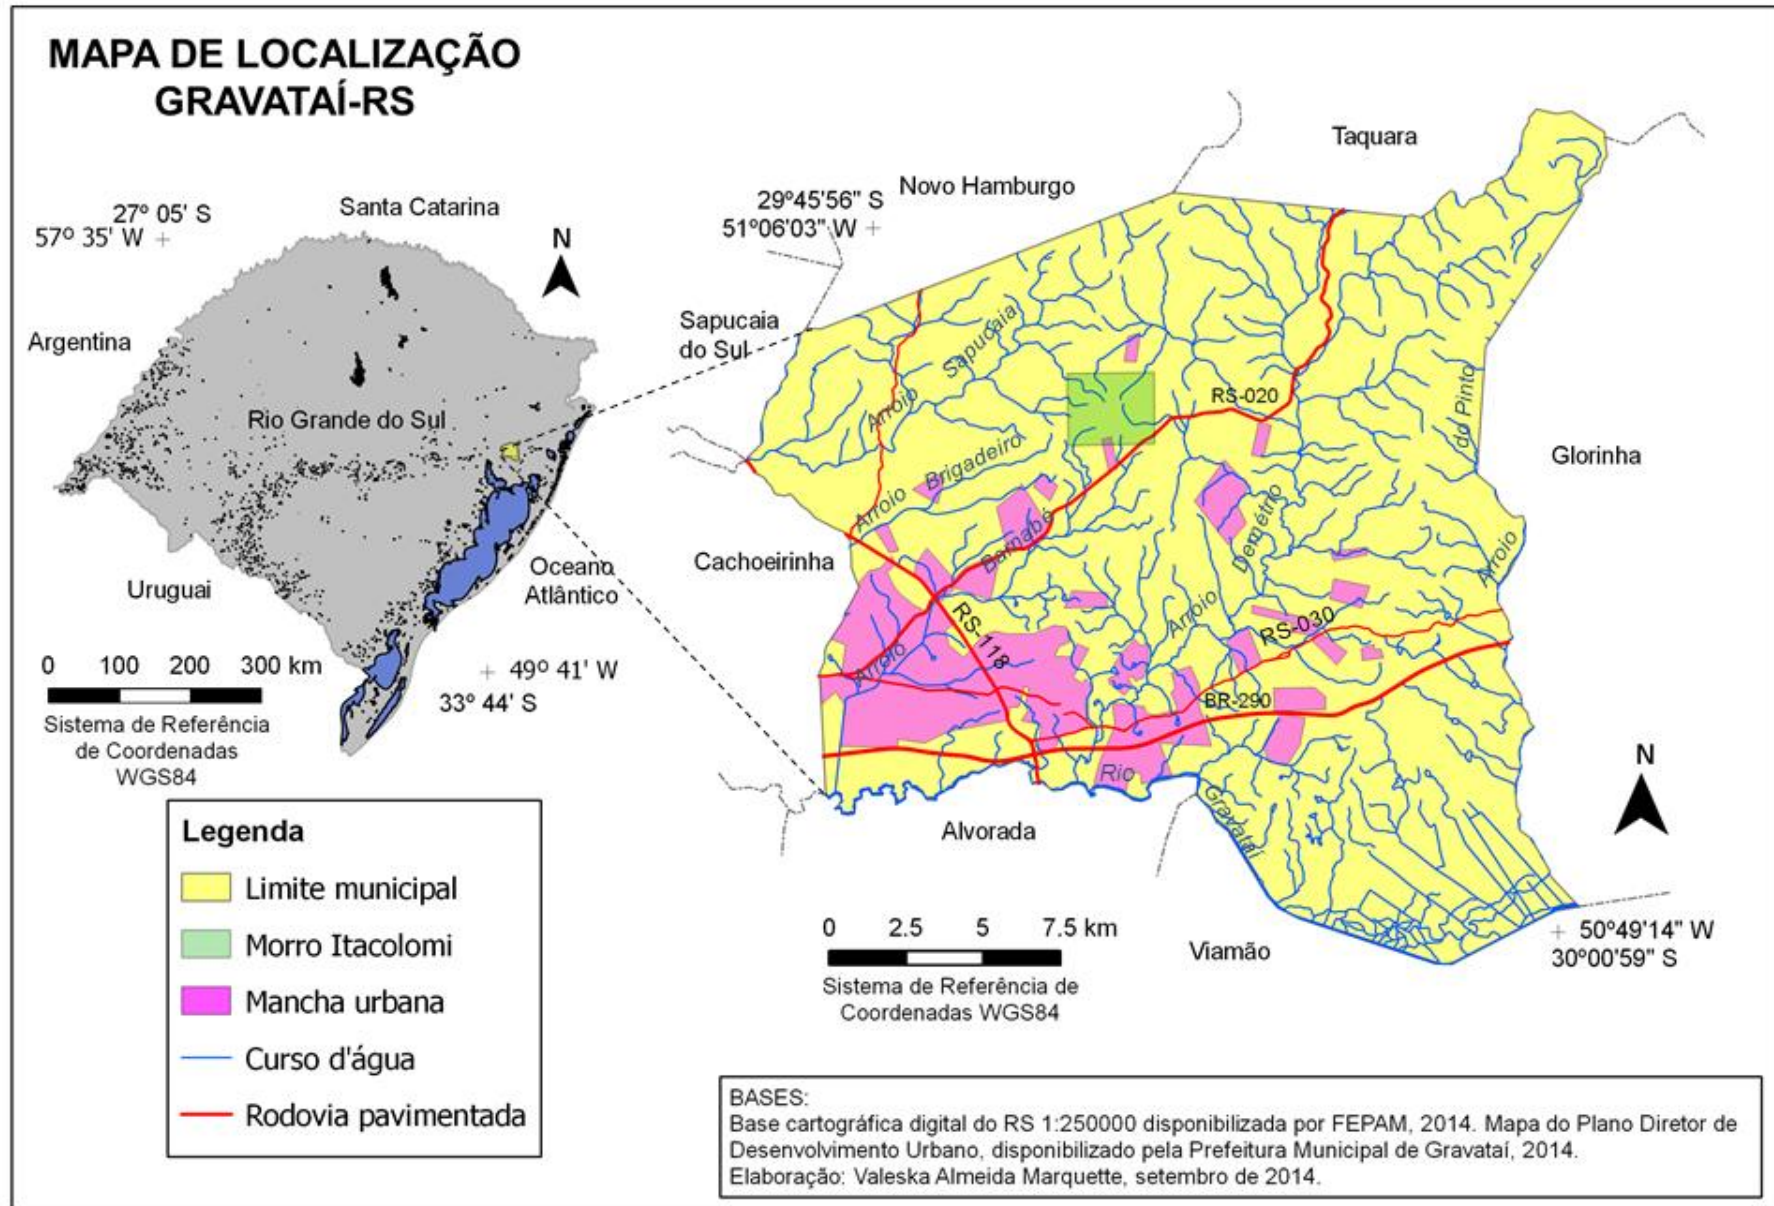 MAPA DE LOCALIZAÇÃO
GRAVATAÍ-RS
27º 05' S
57º 35' W
Santa Catarina
N
Argentina
Rio Grande do Sul
Uruguai
Oceano
Atlântico
0 100 200 300 km
Sistema de Referência
de Coordenadas
WGS84
49º 41' W
33º 44' S
Legenda
Limite municipal
Morro Itacolomi
Mancha urbana
Curso d'água
Rodovia pavimentada
Taquara
Novo Hamburgo
29º45'56" S
51º06'03" W
Sapucaia
do Sul
Arroio Sapucaia
RS-020
do Pinto
Glorinha
Arroio Brigadeiro
Barnabé
Demétrio
Arroio
Cachoeirinha
RS-118
Arroio
RS-030
Arroio
BR-290
Rio
Gravataí
N
Alvorada
0 2.5 5 7.5 km
Sistema de Referência de
Coordenadas WGS84
Viamão
50º49'14" W
30º00'59" S
BASES:
Base cartográfica digital do RS 1:250000 disponibilizada por FEPAM, 2014. Mapa do Plano Diretor de
Desenvolvimento Urbano, disponibilizado pela Prefeitura Municipal de Gravataí, 2014.
Elaboração: Valeska Almeida Marquette, setembro de 2014.